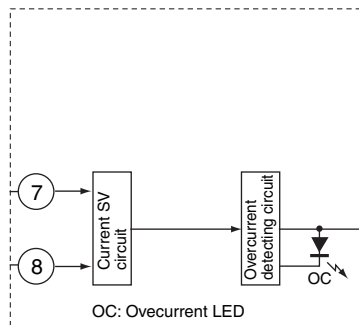 7
8
Current SV
circuit
Overcurrent
detecting circuit
OC
OC: Ovecurrent LED